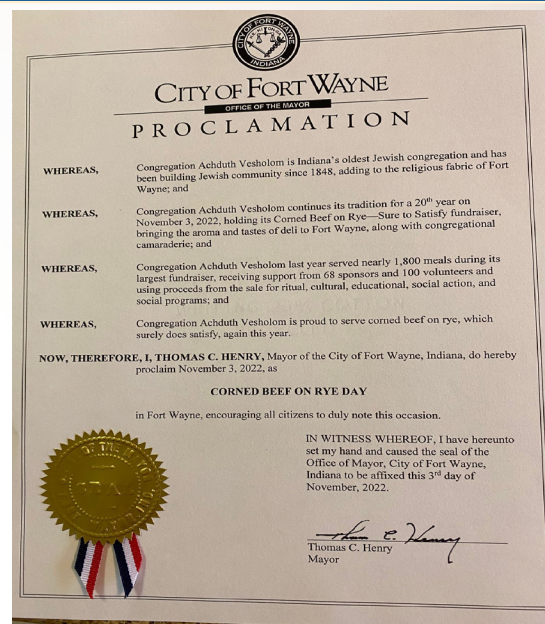 CITY OF FORT WAYNE
INDIANA
CITY OF FORT WAYNE
OFFICE OF THE MAYOR
PROCLAMATION
WHEREAS, Congregation Achduth Vesholom is Indiana's oldest Jewish congregation and has
been building Jewish community since 1848, adding to the religious fabric of Fort
Wayne; and
WHEREAS, Congregation Achduth Vesholom continues its tradition for a 20th year on
November 3, 2022, holding its Corned Beef on Rye—Sure to Satisfy fundraiser,
bringing the aroma and tastes of deli to Fort Wayne, along with congregational
camaraderie; and
WHEREAS, Congregation Achduth Vesholom last year served nearly 1,800 meals during its
largest fundraiser, receiving support from 68 sponsors and 100 volunteers and
using proceeds from the sale for ritual, cultural, educational, social action, and
social programs; and
WHEREAS, Congregation Achduth Vesholom is proud to serve corned beef on rye, which
surely does satisfy, again this year.
NOW, THEREFORE, I, THOMAS C. HENRY, Mayor of the City of Fort Wayne, Indiana, do hereby
proclaim November 3, 2022, as
CORNED BEEF ON RYE DAY
in Fort Wayne, encouraging all citizens to duly note this occasion.
IN WITNESS WHEREOF, I have hereunto
set my hand and caused the seal of the
Office of Mayor, City of Fort Wayne,
Indiana to be affixed this 3rd day of
November, 2022.
Thomas C. Henry
Mayor